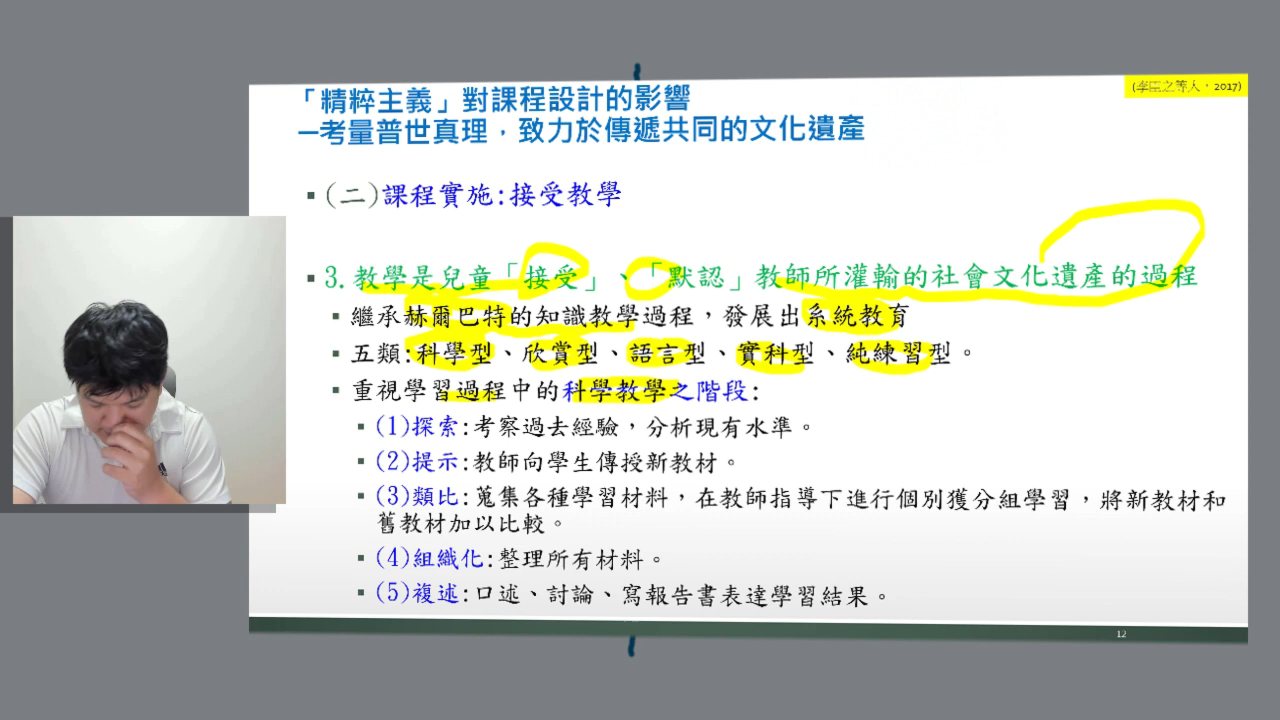 (李臣之等人，2017)
「精粹主義」對課程設計的影響
—考量普世真理，致力於傳遞共同的文化遺產
▪(二)課程實施:接受教學
▪3.教學是兒童「接受」、「默認」教師所灌輸的社會文化遺產的過程
▪繼承赫爾巴特的知識教學過程，發展出系統教育
▪五類:科學型、欣賞型、語言型、實科型、純練習型。
▪重視學習過程中的科學教學之階段:
▪(1)探索:考察過去經驗，分析現有水準。
▪(2)提示:教師向學生傳授新教材。
▪(3)類比:蒐集各種學習材料，在教師指導下進行個別獲分組學習，將新教材和
舊教材加以比較。
▪(4)組織化:整理所有材料。
▪(5)複述:口述、討論、寫報告書表達學習結果。
12